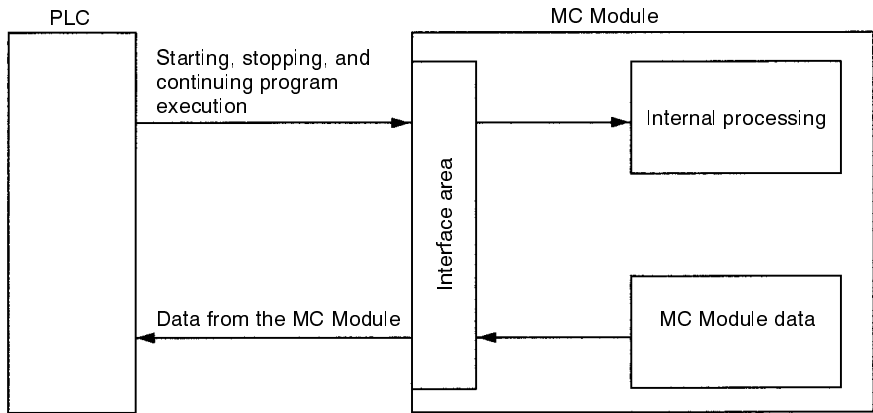 PLC
MC Module
Starting, stopping, and
continuing program
execution
Internal processing
Interface area
Data from the MC Module
MC Module data